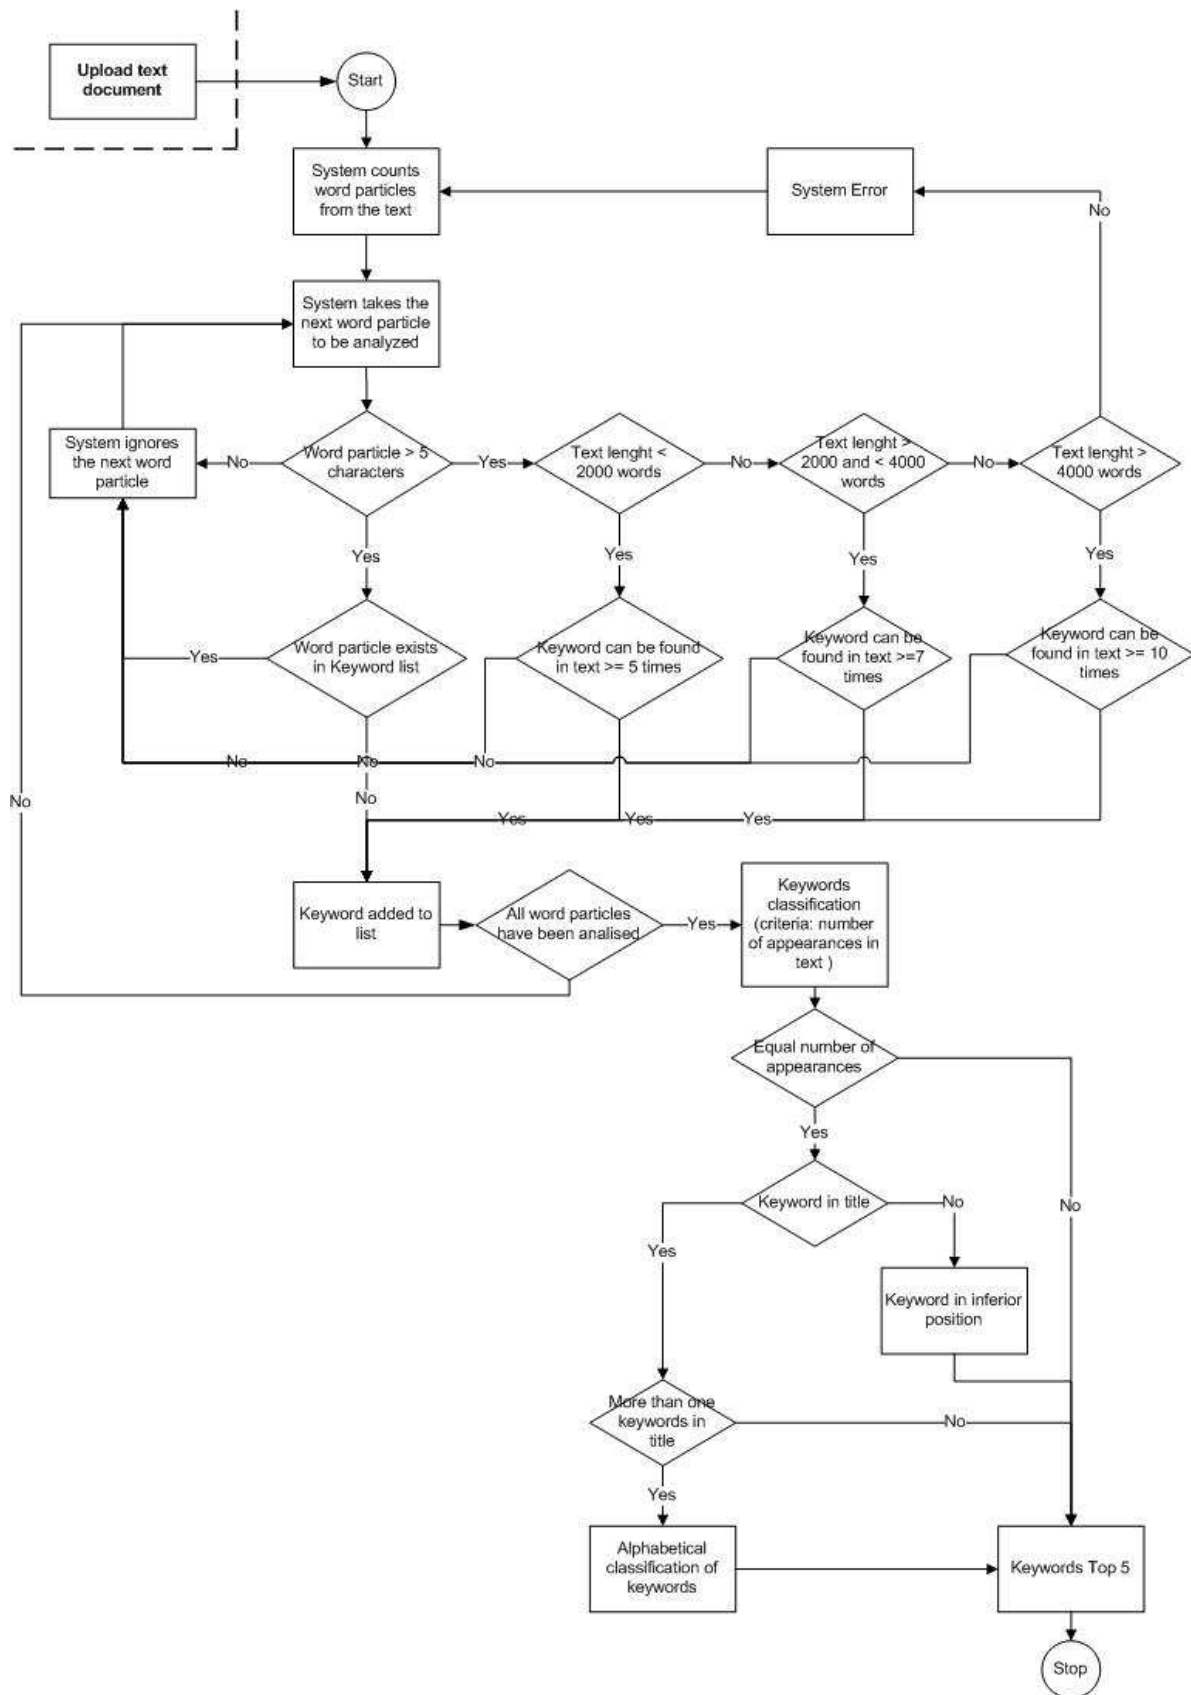 Upload text
document
Start
System counts
word particles
from the text
System Error
No
System takes the
next word particle
to be analyzed
System ignores
the next word
particle
No
Word particle > 5
characters
Yes
Text lenght <
2000 words
No
Text lenght >
2000 and < 4000
words
No
Text lenght >
4000 words
Yes
Yes
Yes
Yes
Yes
Word particle exists
in Keyword list
Keyword can be found
in text >= 5 times
Keyword can be
found in text >=7
times
Keyword can be
found in text >= 10
times
No
No
No
No
No
Yes
Yes
Yes
Keyword added to
list
All word particles
have been analised
Yes
Keywords
classification
(criteria: number
of appearances in
text )
Equal number of
appearances
Yes
No
Keyword in title
No
Yes
Keyword in inferior
position
More than one
keywords in
title
No
Yes
Alphabetical
classification of
keywords
Keywords Top 5
Stop